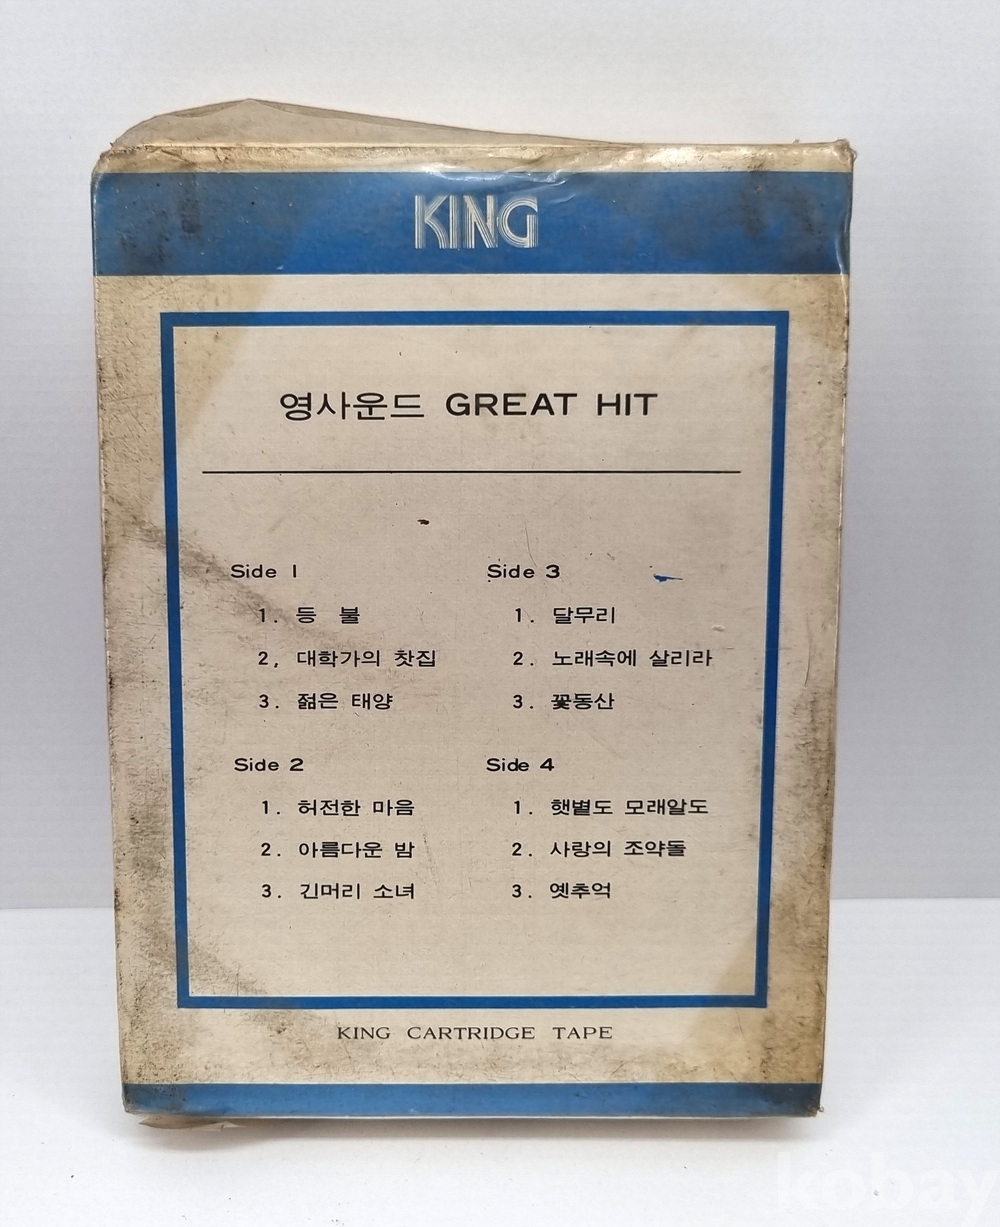 KING
영사운드 GREAT HIT
Side 1
1. 등 불
2, 대학가의 찻집
3. 젊은 태양
Side 2
1. 허전한 마음
2. 아름다운 밤
3. 긴머리 소녀
Side 3
1. 달무리
2. 노래속에 살리라
3. 꽃동산
Side 4
1. 햇볕도 모래알도
2. 사랑의 조약돌
3. 옛추억
KING CARTRIDGE TAPE
kobay